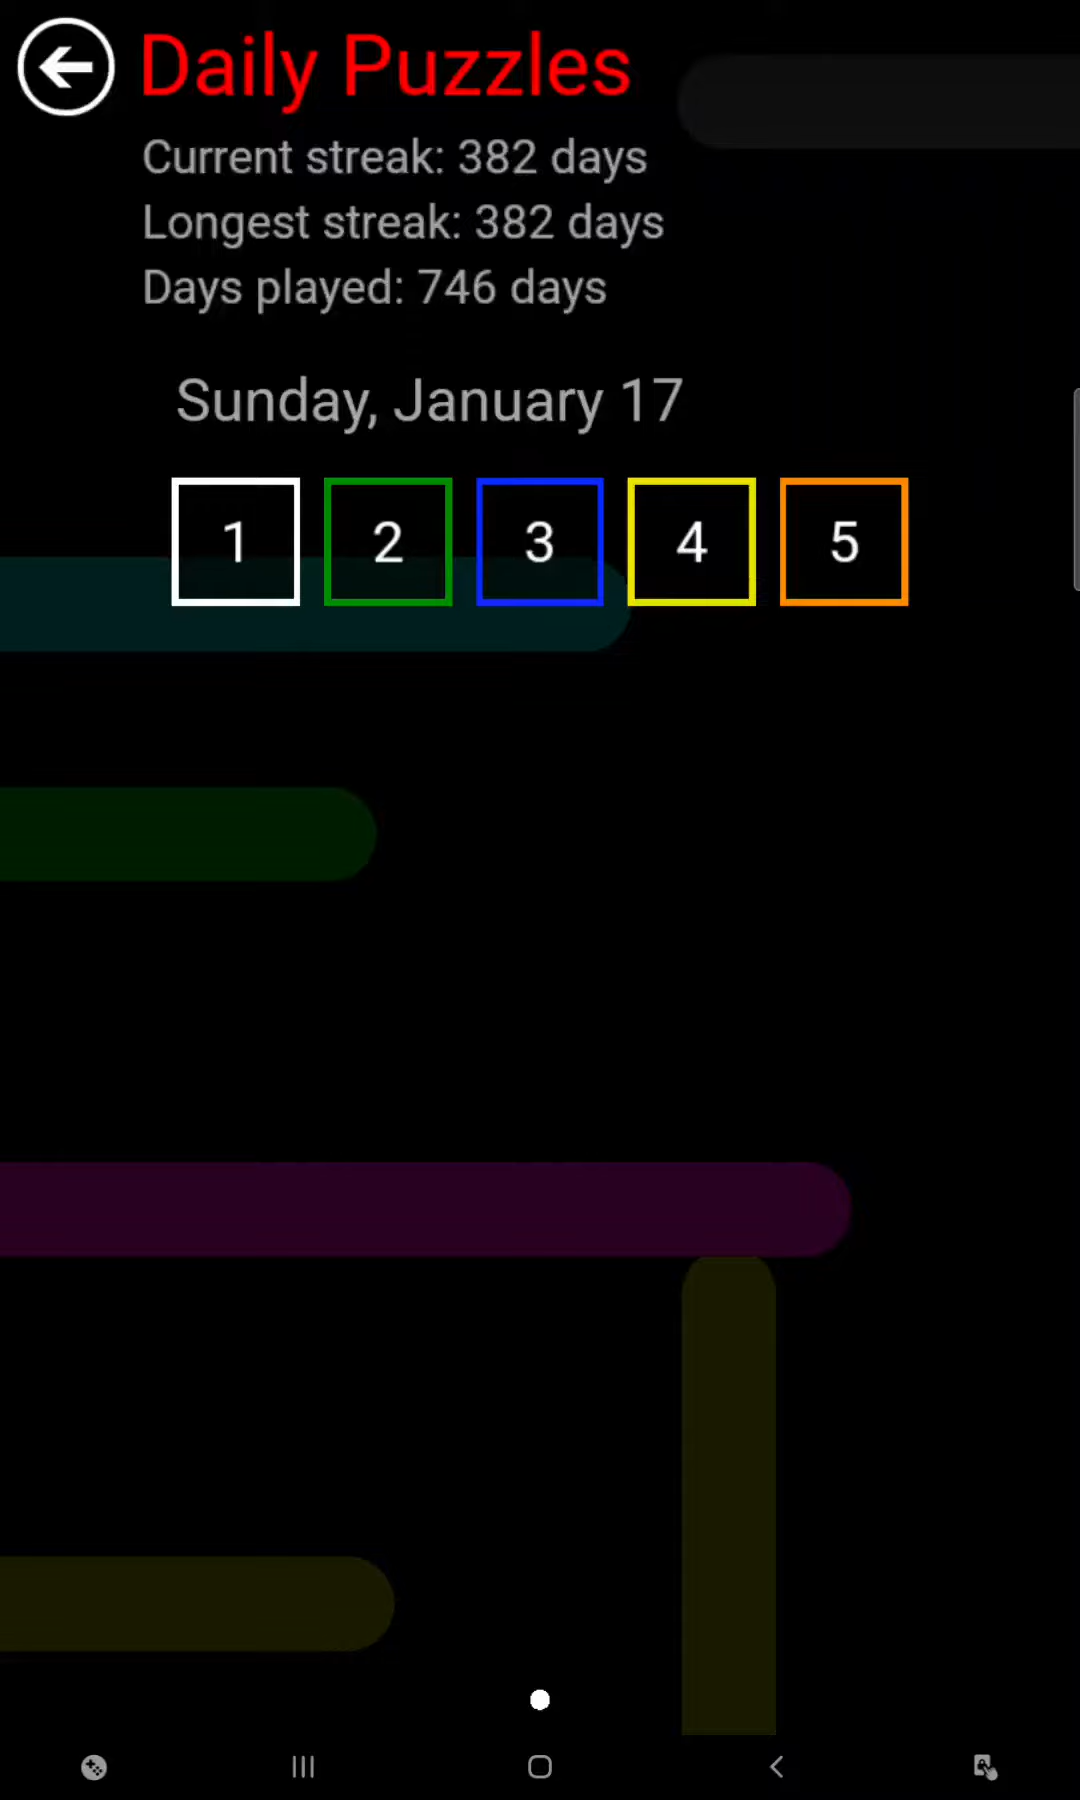 Daily Puzzles
Current streak: 382 days
Longest streak: 382 days
Days played: 746 days
Sunday, January 17
1 2 3 4 5